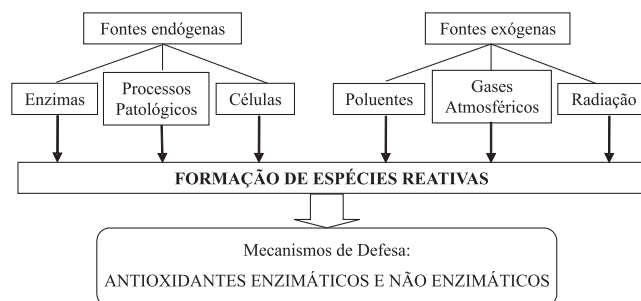 Fontes endógenas
Fontes exógenas
Enzimas
Processos
Patológicos
Células
Poluentes
Gases
Atmosféricos
Radiação
FORMAÇÃO DE ESPÉCIES REATIVAS
Mecanismos de Defesa:
ANTIOXIDANTES ENZIMÁTICOS E NÃO ENZIMÁTICOS